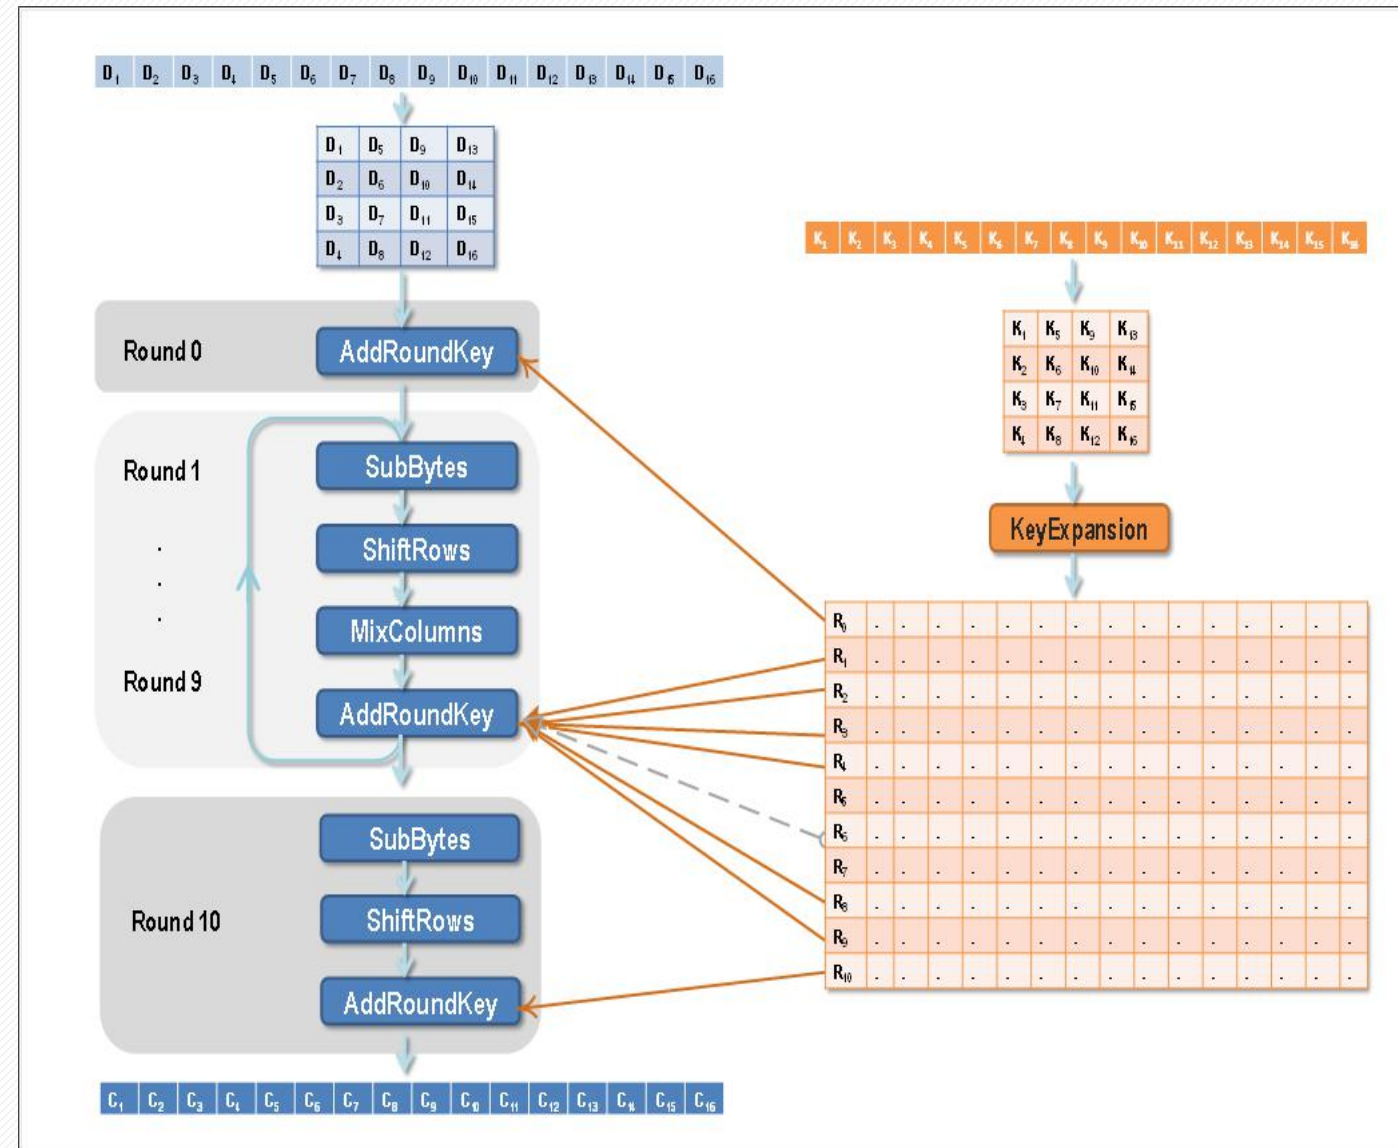 D₁ D₂ D₃ D₄ D₅ D₆ D₇ D₈ D₉ D₁₀ D₁₁ D₁₂ D₁₃ D₁₄ D₁₅ D₁₆
D₁ D₅ D₉ D₁₃
D₂ D₆ D₁₀ D₁₄
D₃ D₇ D₁₁ D₁₅
D₄ D₈ D₁₂ D₁₆
Round 0
AddRoundKey
Round 1
.
.
.
Round 9
SubBytes
ShiftRows
MixColumns
AddRoundKey
Round 10
SubBytes
ShiftRows
AddRoundKey
C₁ C₂ C₃ C₄ C₅ C₆ C₇ C₈ C₉ C₁₀ C₁₁ C₁₂ C₁₃ C₁₄ C₁₅ C₁₆
K₁ K₂ K₃ K₄ K₅ K₆ K₇ K₈ K₉ K₁₀ K₁₁ K₁₂ K₁₃ K₁₄ K₁₅ K₁₆
K₁ K₅ K₉ K₁₃
K₂ K₆ K₁₀ K₁₄
K₃ K₇ K₁₁ K₁₅
K₄ K₈ K₁₂ K₁₆
KeyExpansion
R₀ . . . . . . . . . . . . . . .
R₁ . . . . . . . . . . . . . . .
R₂ . . . . . . . . . . . . . . .
R₃ . . . . . . . . . . . . . . .
R₄ . . . . . . . . . . . . . . .
R₅ . . . . . . . . . . . . . . .
R₆ . . . . . . . . . . . . . . .
R₇ . . . . . . . . . . . . . . .
R₈ . . . . . . . . . . . . . . .
R₉ . . . . . . . . . . . . . . .
R₁₀ . . . . . . . . . . . . . . .